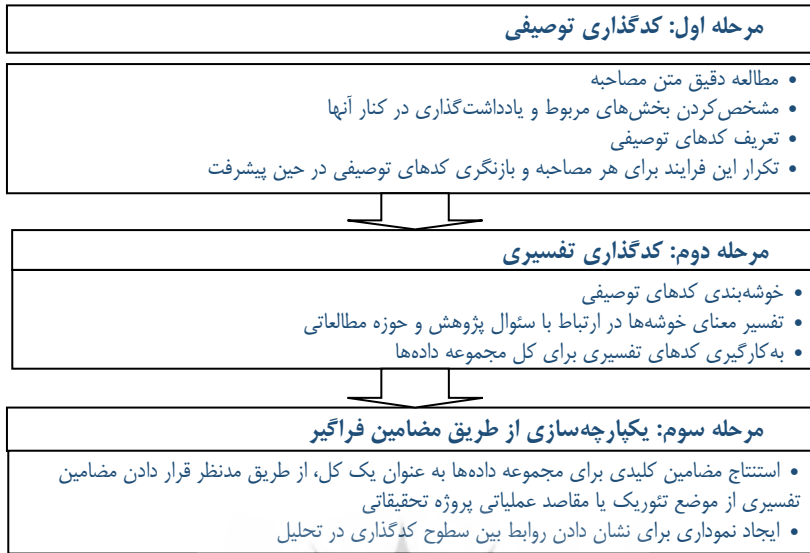 مرحله اول: کدگذاری توصیفی
• مطالعه دقیق متن مصاحبه
• مشخص‌کردن بخش‌های مربوط و یادداشت‌گذاری در کنار آنها
• تعریف کدهای توصیفی
• تکرار این فرایند برای هر مصاحبه و بازنگری کدهای توصیفی در حین پیشرفت
مرحله دوم: کدگذاری تفسیری
• خوشه‌بندی کدهای توصیفی
• تفسیر معنای خوشه‌ها در ارتباط با سئوال پژوهش و حوزه مطالعاتی
• به‌کارگیری کدهای تفسیری برای کل مجموعه داده‌ها
مرحله سوم: یکپارچه‌سازی از طریق مضامین فراگیر
• استنتاج مضامین کلیدی برای مجموعه داده‌ها به عنوان یک کل، از طریق مدنظر قرار دادن مضامین
تفسیری از موضع تئوریک یا مقاصد عملیاتی پروژه تحقیقاتی
• ایجاد نموداری برای نشان دادن روابط بین سطوح کدگذاری در تحلیل